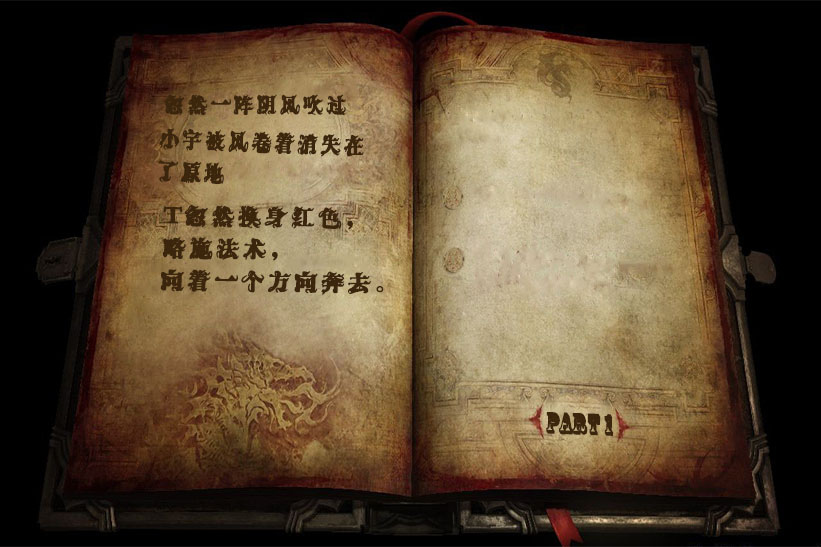 忽然一阵阴风吹过
小宇被风卷着消失在
了原地
丁忽然换身红色，
略施法术，
向着一个方向奔去。
PART 1